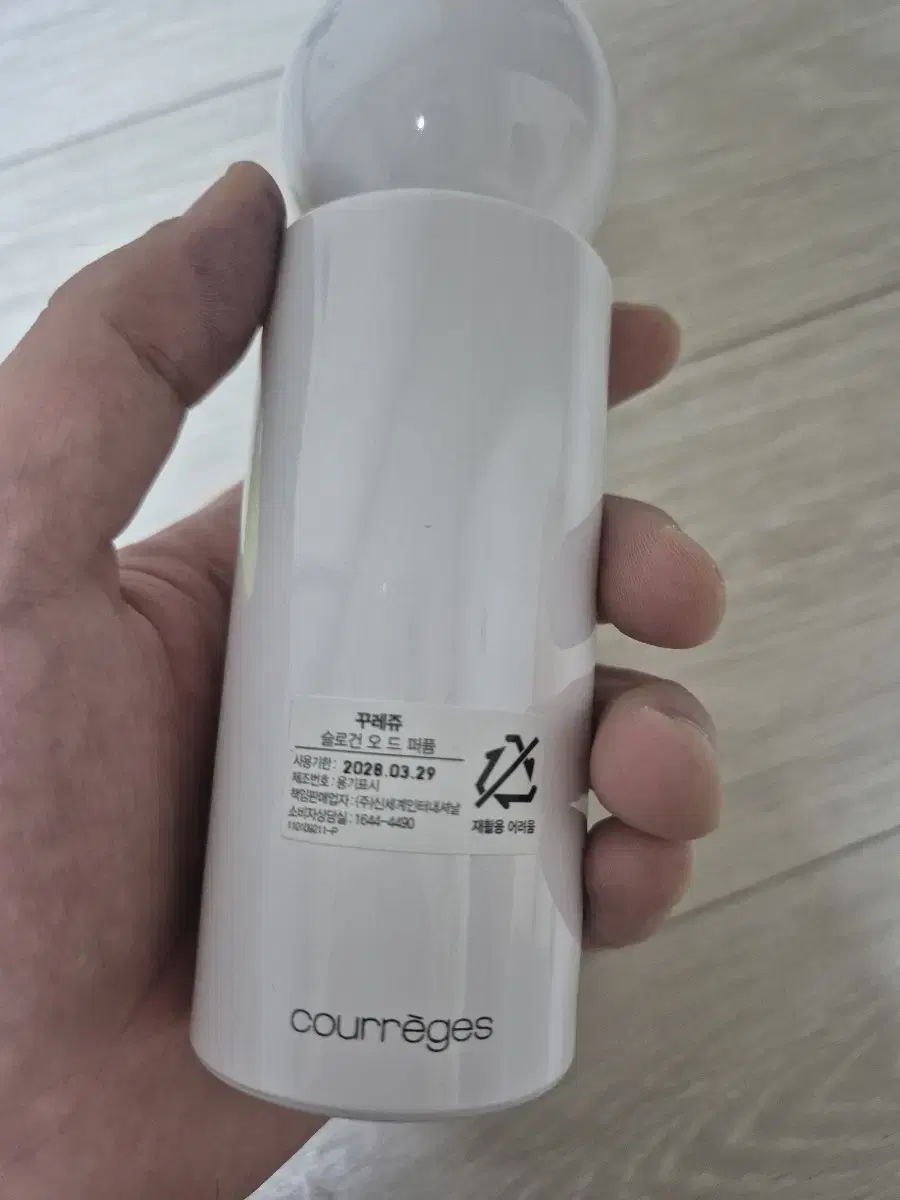 꾸레쥬
슬로건 오 드 퍼퓸
사용기한: 2028.03.29
제조번호: 용기표시
책임판매업자: (주)신세계인터내셔날
소비자상담실: 1644-4490
110109211-P
재활용 어려움
courrèges